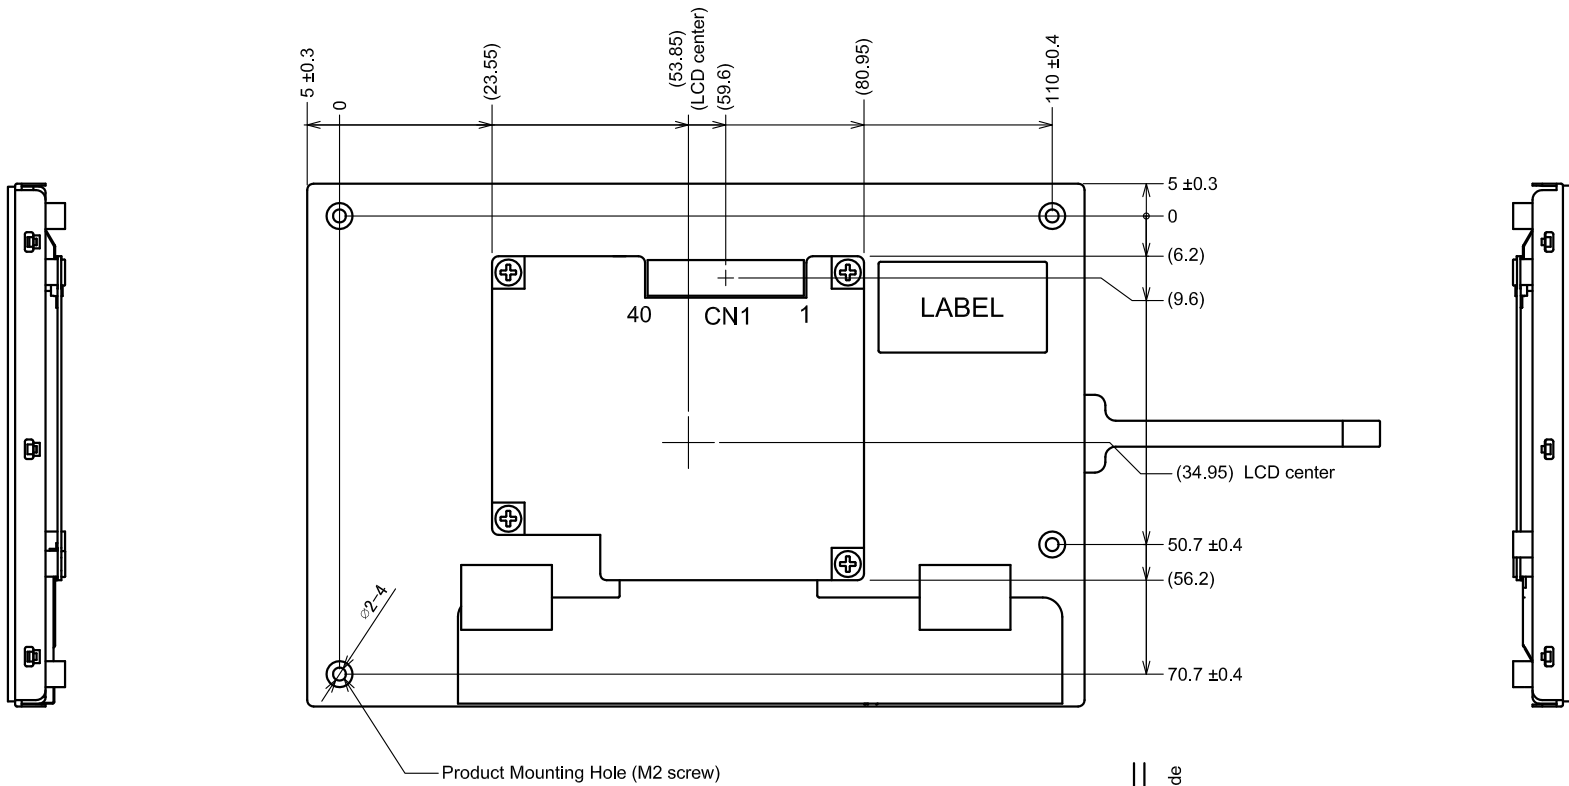 5 ±0.3
0
(23.55)
(53.85)
(LCD center)
(59.6)
(80.95)
110 ±0.4
5 ±0.3
0
(6.2)
(9.6)
LABEL
40 CN1 1
(34.95) LCD center
50.7 ±0.4
(56.2)
⌀2-4
70.7 ±0.4
Product Mounting Hole (M2 screw)
de